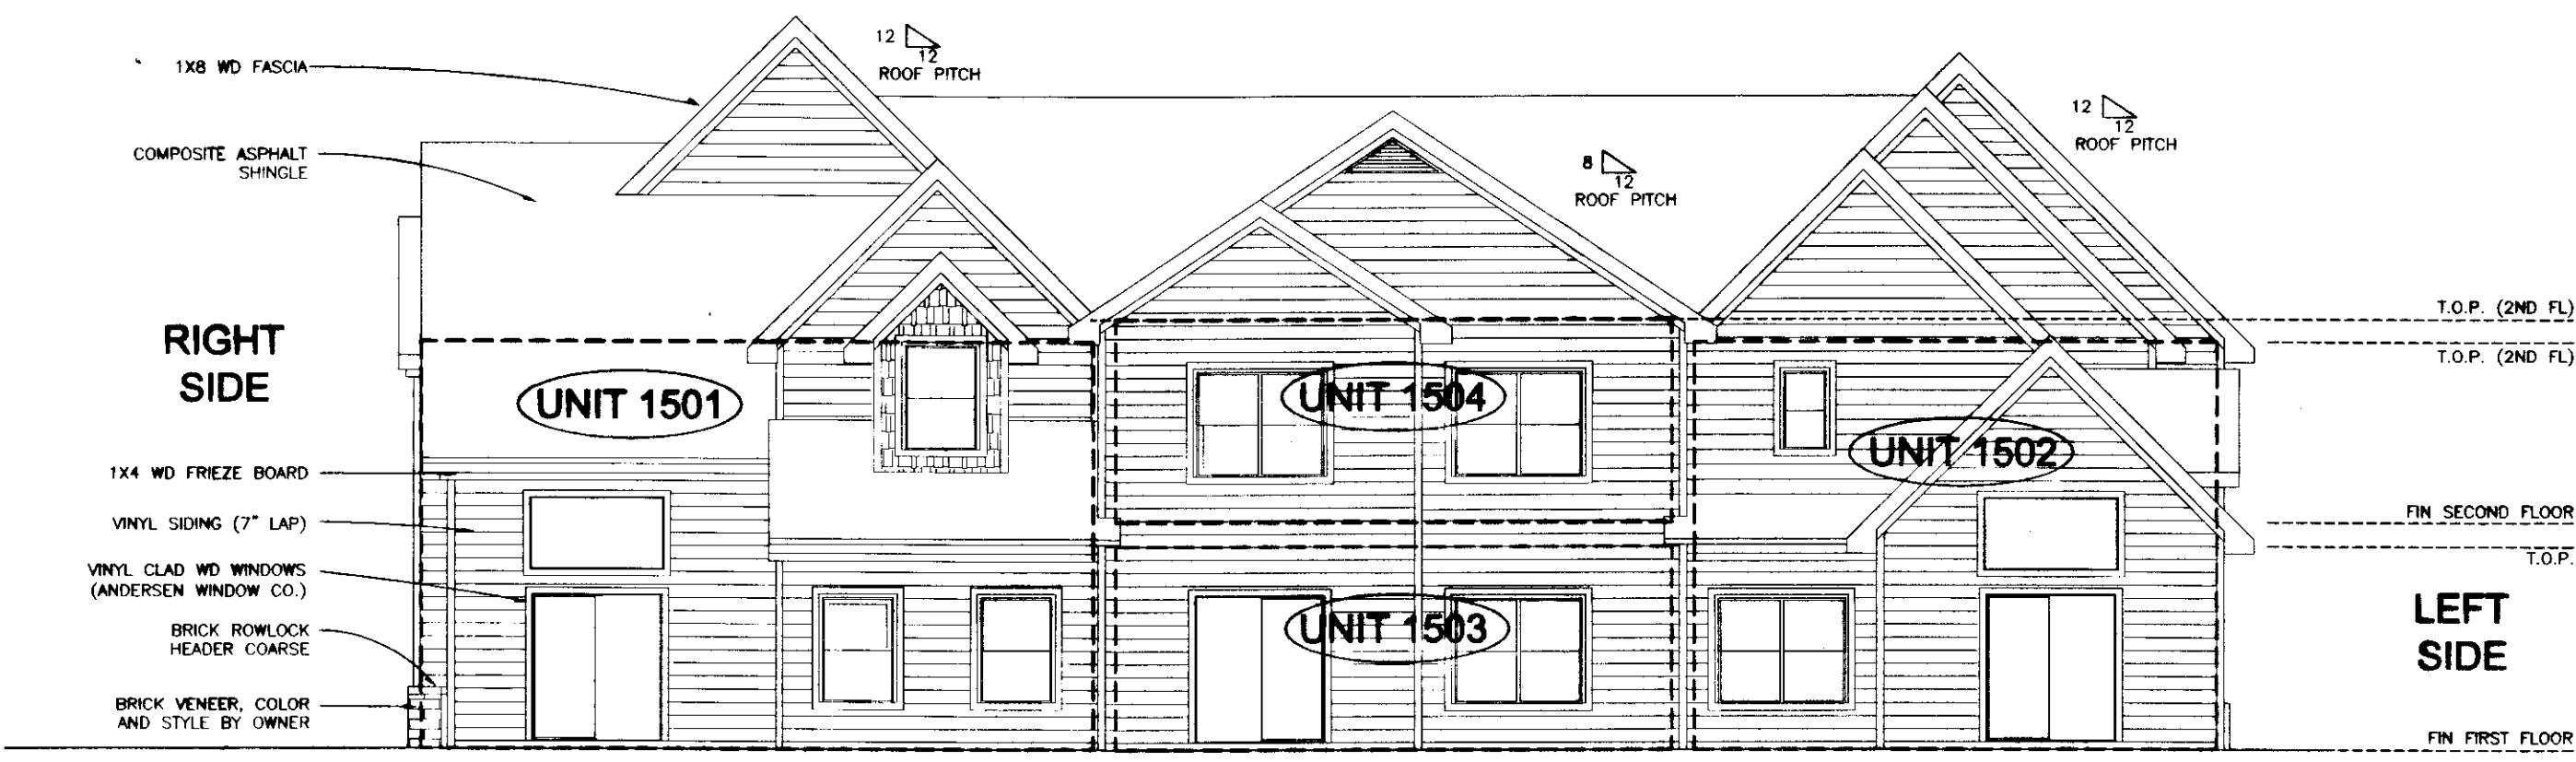 12
12
ROOF PITCH
1X8 WD FASCIA
12
12
ROOF PITCH
COMPOSITE ASPHALT
SHINGLE
8
12
ROOF PITCH
T.O.P. (2ND FL)
RIGHT
SIDE
T.O.P. (2ND FL)
UNIT 1501
UNIT 1504
UNIT 1502
1X4 WD FRIEZE BOARD
VINYL SIDING (7" LAP)
FIN SECOND FLOOR
T.O.P.
VINYL CLAD WD WINDOWS
(ANDERSEN WINDOW CO.)
LEFT
SIDE
UNIT 1503
BRICK ROWLOCK
HEADER COARSE
BRICK VENEER, COLOR
AND STYLE BY OWNER
FIN FIRST FLOOR